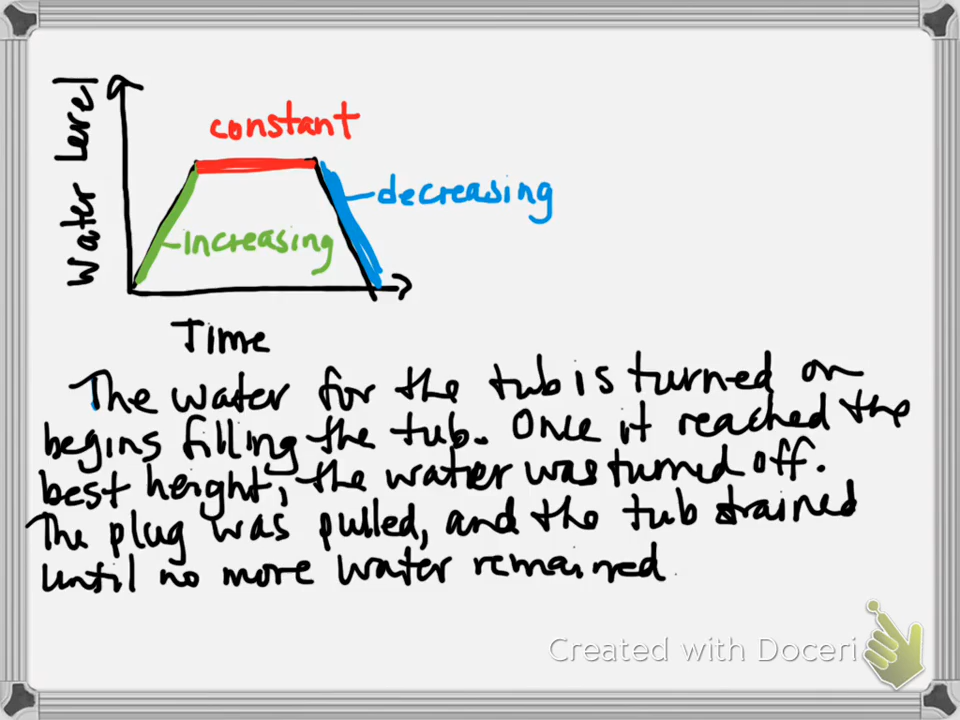 Water Level
constant
decreasing
increasing
Time
The water for the tub is turned on
begins filling the tub. Once it reached the
best height, the water was turned off.
The plug was pulled, and the tub drained
until no more water remained
Created with Doceri